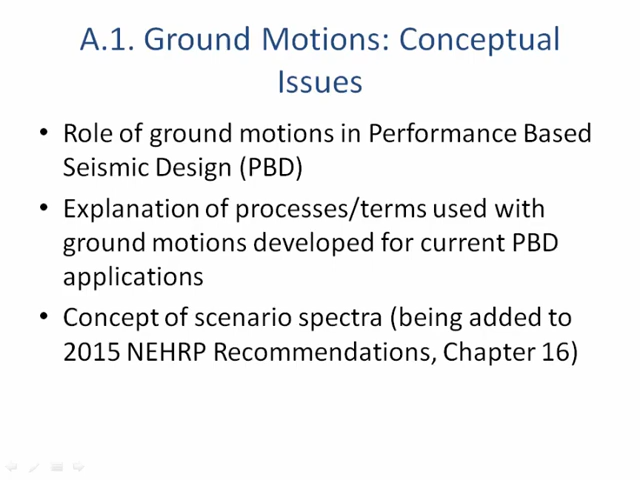 A.1. Ground Motions: Conceptual
Issues
• Role of ground motions in Performance Based
Seismic Design (PBD)
• Explanation of processes/terms used with
ground motions developed for current PBD
applications
• Concept of scenario spectra (being added to
2015 NEHRP Recommendations, Chapter 16)